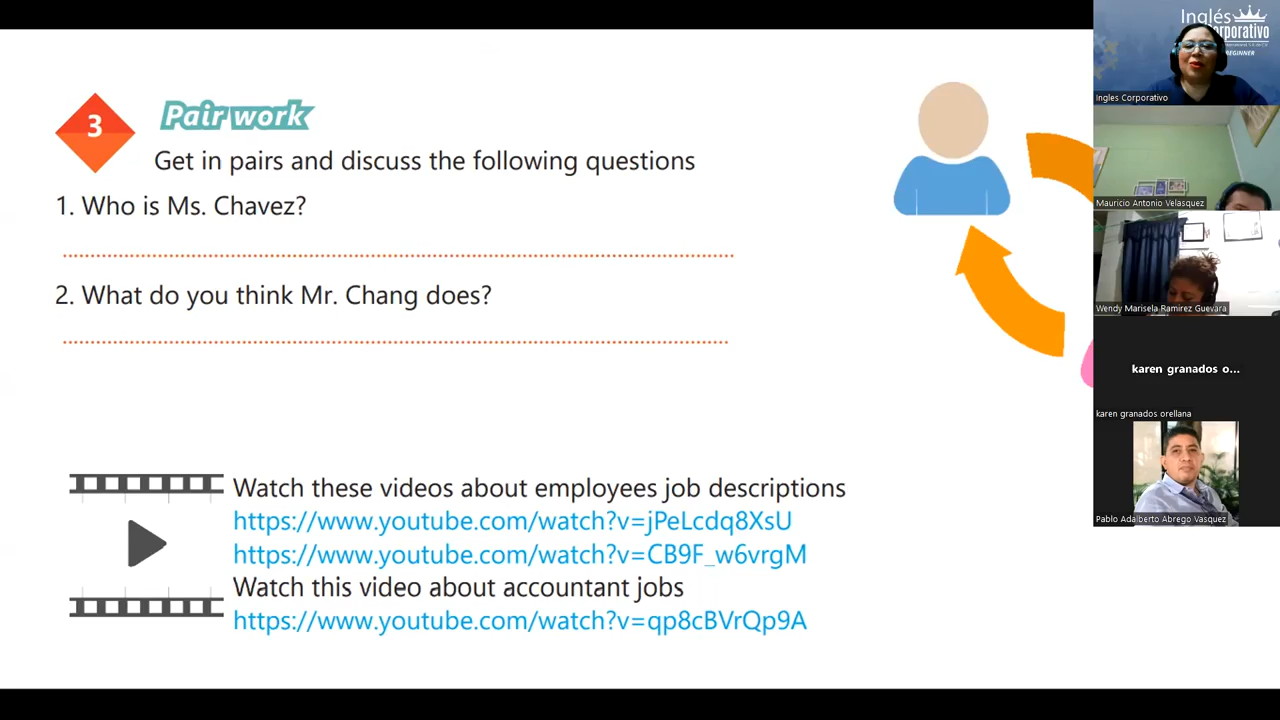 3
Pair work
Get in pairs and discuss the following questions
1. Who is Ms. Chavez?
2. What do you think Mr. Chang does?
Watch these videos about employees job descriptions
https://www.youtube.com/watch?v=jPeLcdq8XsU
https://www.youtube.com/watch?v=CB9F_w6vrgM
Watch this video about accountant jobs
https://www.youtube.com/watch?v=qp8cBVrQp9A
Inglés
BEGINNER
Ingles Corporativo
Mauricio Antonio Velasquez
Wendy Marisela Ramirez Guevara
karen granados o...
karen granados orellana
Pablo Adalberto Abrego Vasquez